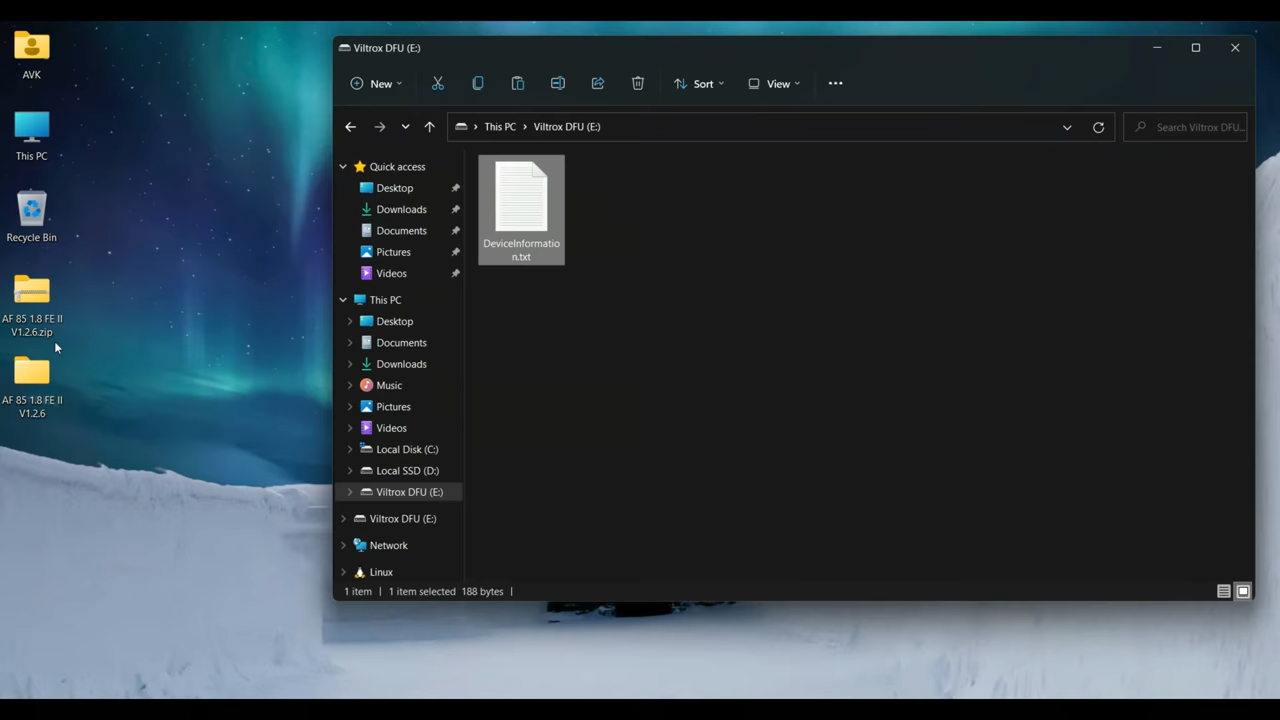 AVK
This PC
Recycle Bin
AF 85 1.8 FE II
V1.2.6.zip
AF 85 1.8 FE II
V1.2.6
Viltrox DFU (E:)
New
Sort
View
This PC
Viltrox DFU (E:)
Search Viltrox DFU...
Quick access
Desktop
Downloads
Documents
Pictures
Videos
This PC
Desktop
Documents
Downloads
Music
Pictures
Videos
Local Disk (C:)
Local SSD (D:)
Viltrox DFU (E:)
Viltrox DFU (E:)
Network
Linux
DeviceInformatio
n.txt
1 item | 1 item selected 188 bytes |